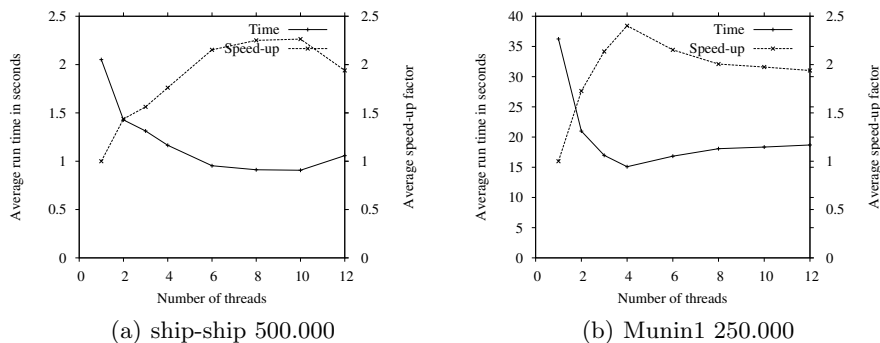 2.5
2
1.5
1
0.5
0
2.5
2
1.5
1
0.5
0
0 2 4 6 8 10 12
Average run time in seconds
Average speed-up factor
Number of threads
Time
Speed-up
(a) ship-ship 500.000
40
35
30
25
20
15
10
5
0
2.5
2
1.5
1
0.5
0
0 2 4 6 8 10 12
Average run time in seconds
Average speed-up factor
Number of threads
Time
Speed-up
(b) Munin1 250.000